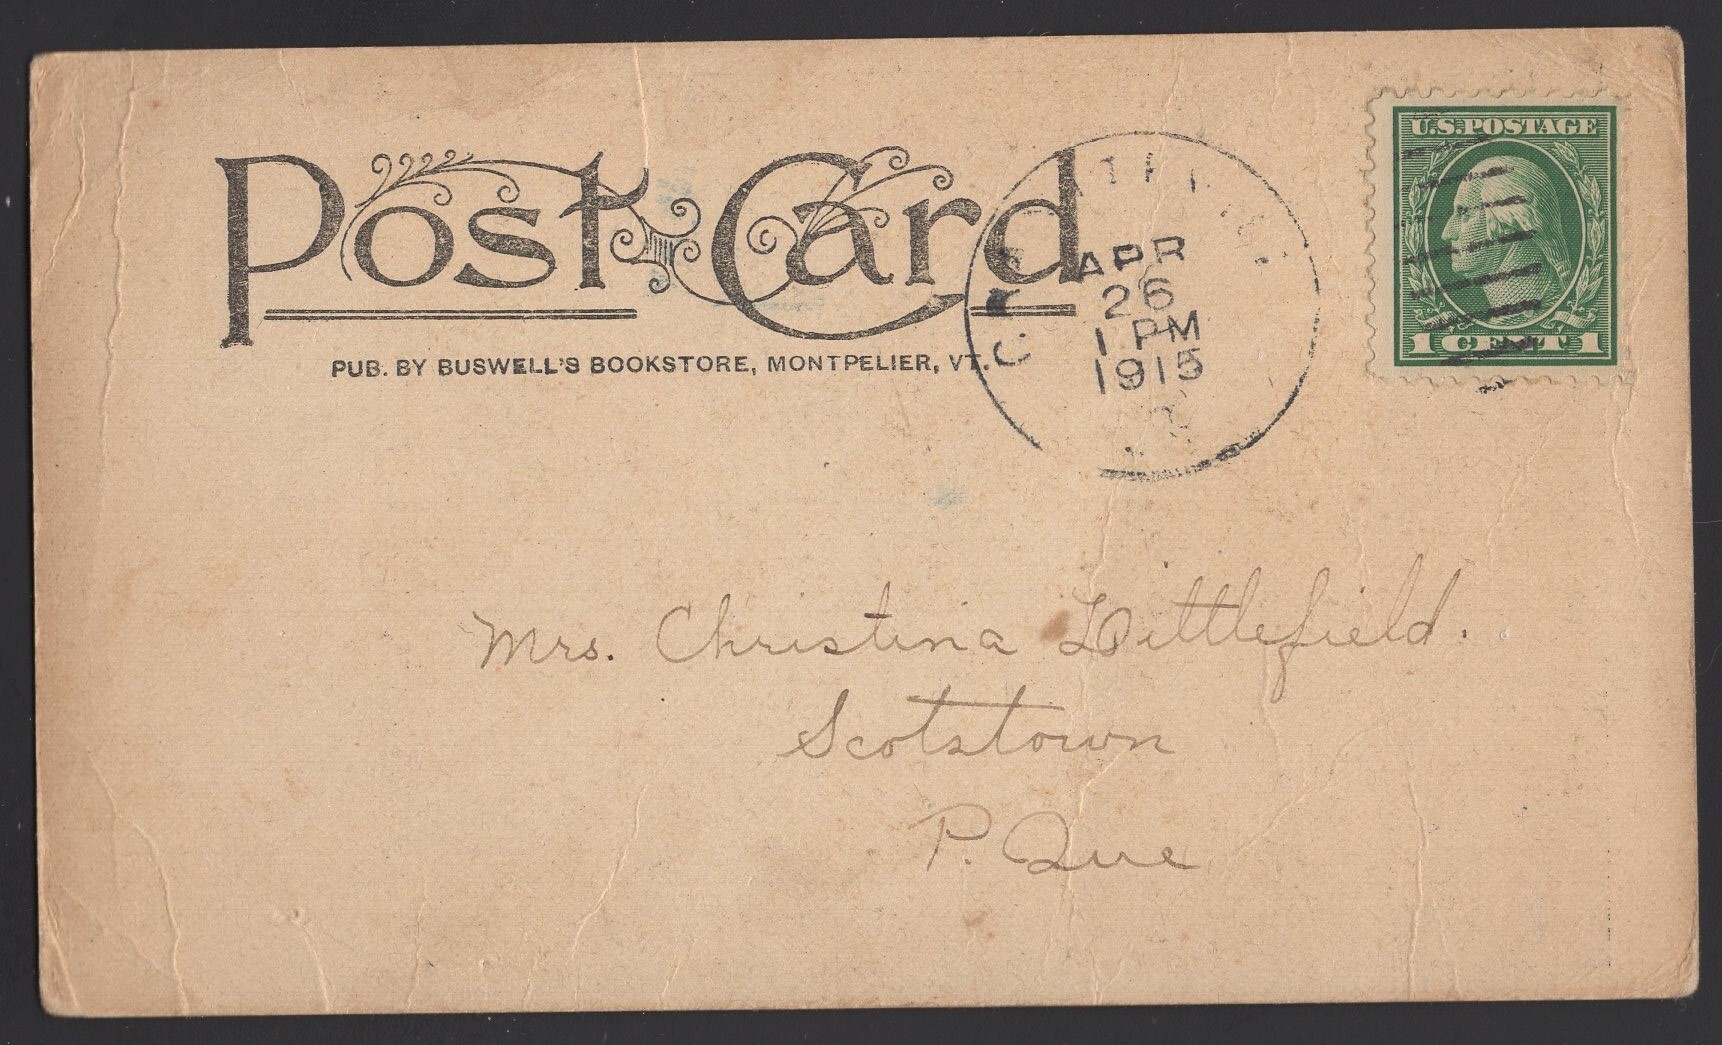 Post Card
PUB. BY BUSWELL'S BOOKSTORE, MONTPELIER, VT.
APR
26
1 PM
1915
U.S. POSTAGE
1 CENT 1
Mrs. Christina Littlefield.
Scotstown
P. Que